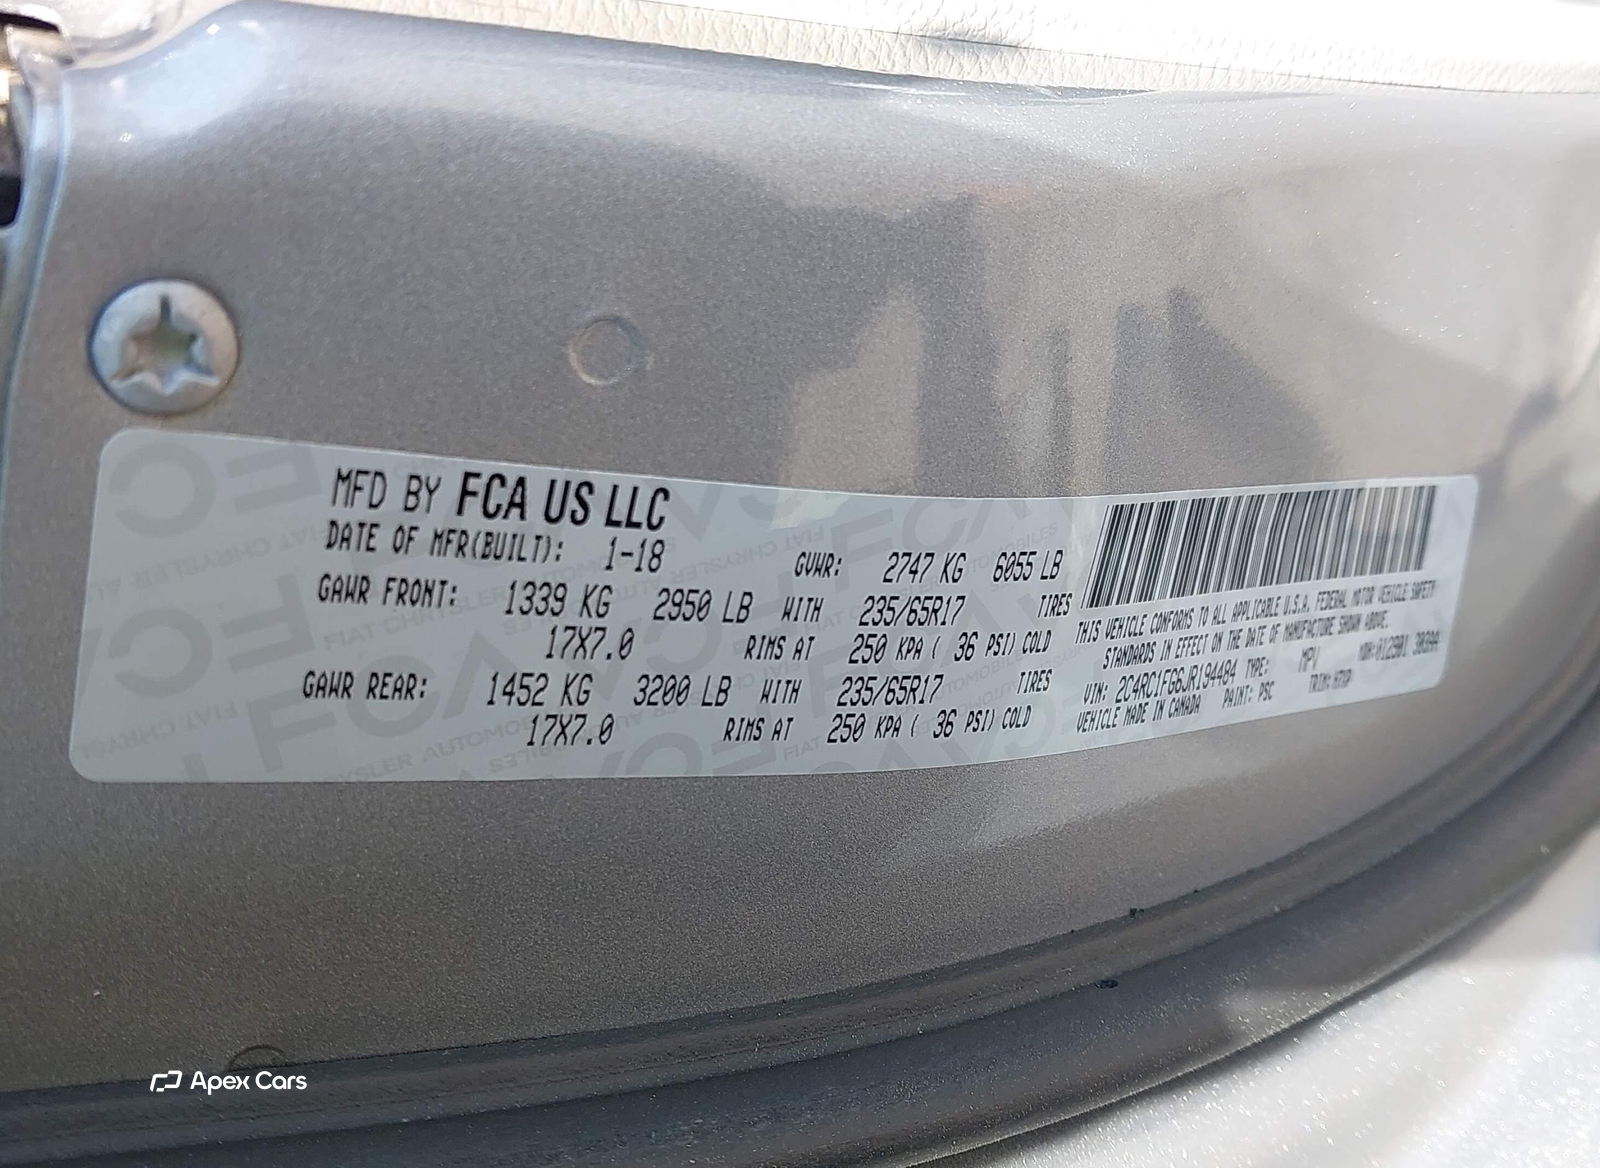 MFD BY FCA US LLC
DATE OF MFR(BUILT): 1-18
GVWR: 2747 KG 6055 LB
GAWR FRONT: 1339 KG 2950 LB WITH 235/65R17 TIRES
17X7.0 RIMS AT 250 KPA ( 36 PSI) COLD
GAWR REAR: 1452 KG 3200 LB WITH 235/65R17 TIRES
17X7.0 RIMS AT 250 KPA ( 36 PSI) COLD
THIS VEHICLE CONFORMS TO ALL APPLICABLE U.S.A. FEDERAL MOTOR VEHICLE SAFETY
STANDARDS IN EFFECT ON THE DATE OF MANUFACTURE SHOWN ABOVE.
VIN: 2C4RC1FG6JR194484 TYPE: MPV
VEHICLE MADE IN CANADA PAINT: PSC TRIM:
Apex Cars